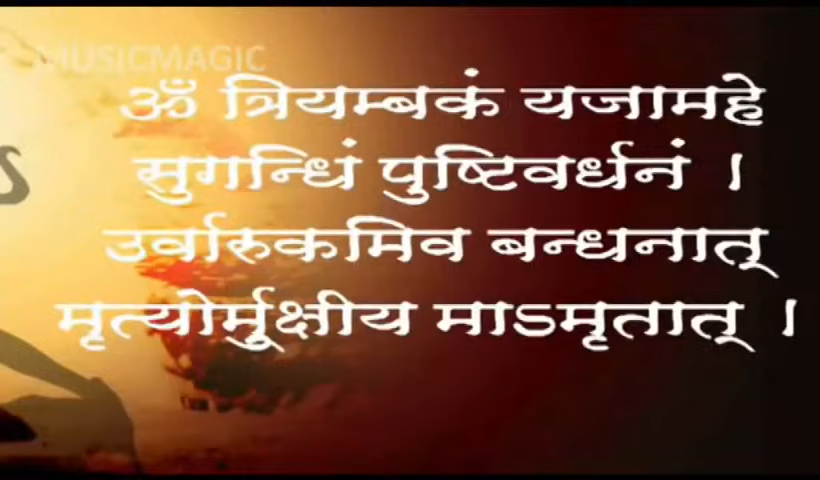 MUSICMAGIC
ॐ त्रियम्बकं यजामहे
सुगन्धिं पुष्टिवर्धनं ।
उर्वारुकमिव बन्धनात्
मृत्योर्मुक्षीय माऽमृतात् ।